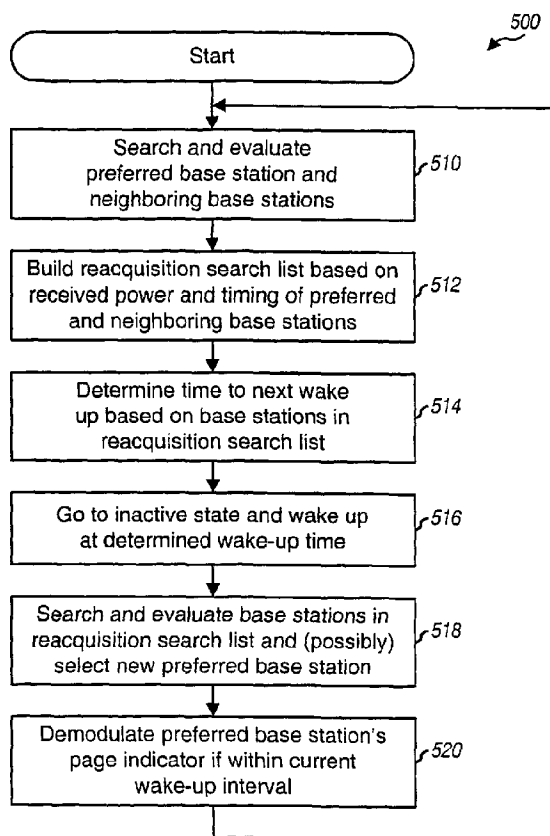 500
Start
Search and evaluate
preferred base station and
neighboring base stations
510
Build reacquisition search list based on
received power and timing of preferred
and neighboring base stations
512
Determine time to next wake
up based on base stations in
reacquisition search list
514
Go to inactive state and wake up
at determined wake-up time
516
Search and evaluate base stations in
reacquisition search list and (possibly)
select new preferred base station
518
Demodulate preferred base station's
page indicator if within current
wake-up interval
520